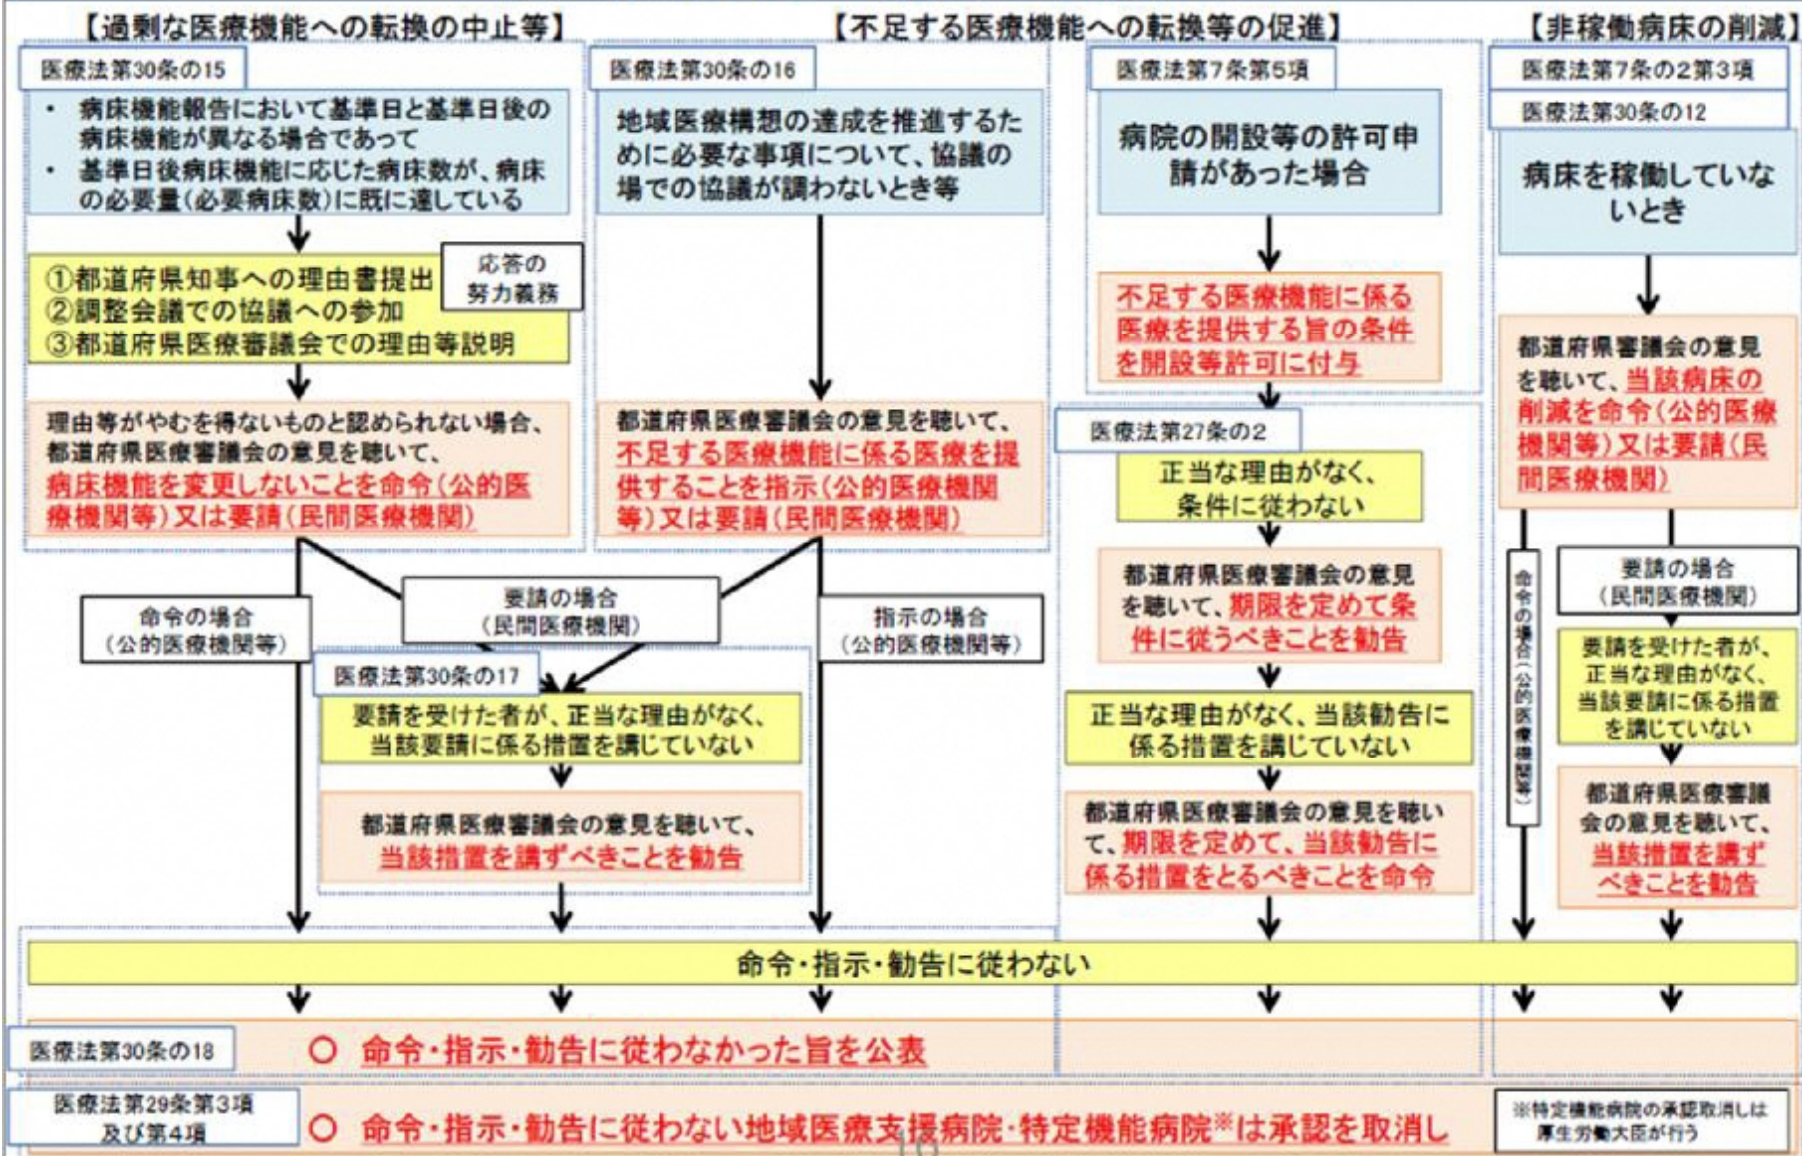 【過剰な医療機能への転換の中止等】
医療法第30条の15
・ 病床機能報告において基準日と基準日後の
病床機能が異なる場合であって
・ 基準日後病床機能に応じた病床数が、病床
の必要量(必要病床数)に既に達している
①都道府県知事への理由書提出
②調整会議での協議への参加
③都道府県医療審議会での理由等説明
応答の
努力義務
理由等がやむを得ないものと認められない場合、
都道府県医療審議会の意見を聴いて、
病床機能を変更しないことを命令(公的医
療機関等)又は要請(民間医療機関)
【不足する医療機能への転換等の促進】
医療法第30条の16
地域医療構想の達成を推進するた
めに必要な事項について、協議の
場での協議が調わないとき等
都道府県医療審議会の意見を聴いて、
不足する医療機能に係る医療を提
供することを指示(公的医療機関
等)又は要請(民間医療機関)
命令の場合
(公的医療機関等)
要請の場合
(民間医療機関)
指示の場合
(公的医療機関等)
医療法第30条の17
要請を受けた者が、正当な理由がなく、
当該要請に係る措置を講じていない
都道府県医療審議会の意見を聴いて、
当該措置を講ずべきことを勧告
医療法第7条第5項
病院の開設等の許可申
請があった場合
不足する医療機能に係る
医療を提供する旨の条件
を開設等許可に付与
医療法第27条の2
正当な理由がなく、
条件に従わない
都道府県医療審議会の意見
を聴いて、期限を定めて条
件に従うべきことを勧告
正当な理由がなく、当該勧告に
係る措置を講じていない
都道府県医療審議会の意見を聴い
て、期限を定めて、当該勧告に
係る措置をとるべきことを命令
【非稼働病床の削減】
医療法第7条の2第3項
医療法第30条の12
病床を稼働していな
いとき
都道府県審議会の意見
を聴いて、当該病床の
削減を命令(公的医療
機関等)又は要請(民
間医療機関)
命令の場合(公的医療機関等)
要請の場合
(民間医療機関)
要請を受けた者が、
正当な理由がなく、
当該要請に係る措置
を講じていない
都道府県医療審議
会の意見を聴いて、
当該措置を講ず
べきことを勧告
命令・指示・勧告に従わない
医療法第30条の18
○ 命令・指示・勧告に従わなかった旨を公表
医療法第29条第3項
及び第4項
○ 命令・指示・勧告に従わない地域医療支援病院・特定機能病院※は承認を取消し
※特定機能病院の承認取消しは
厚生労働大臣が行う
16